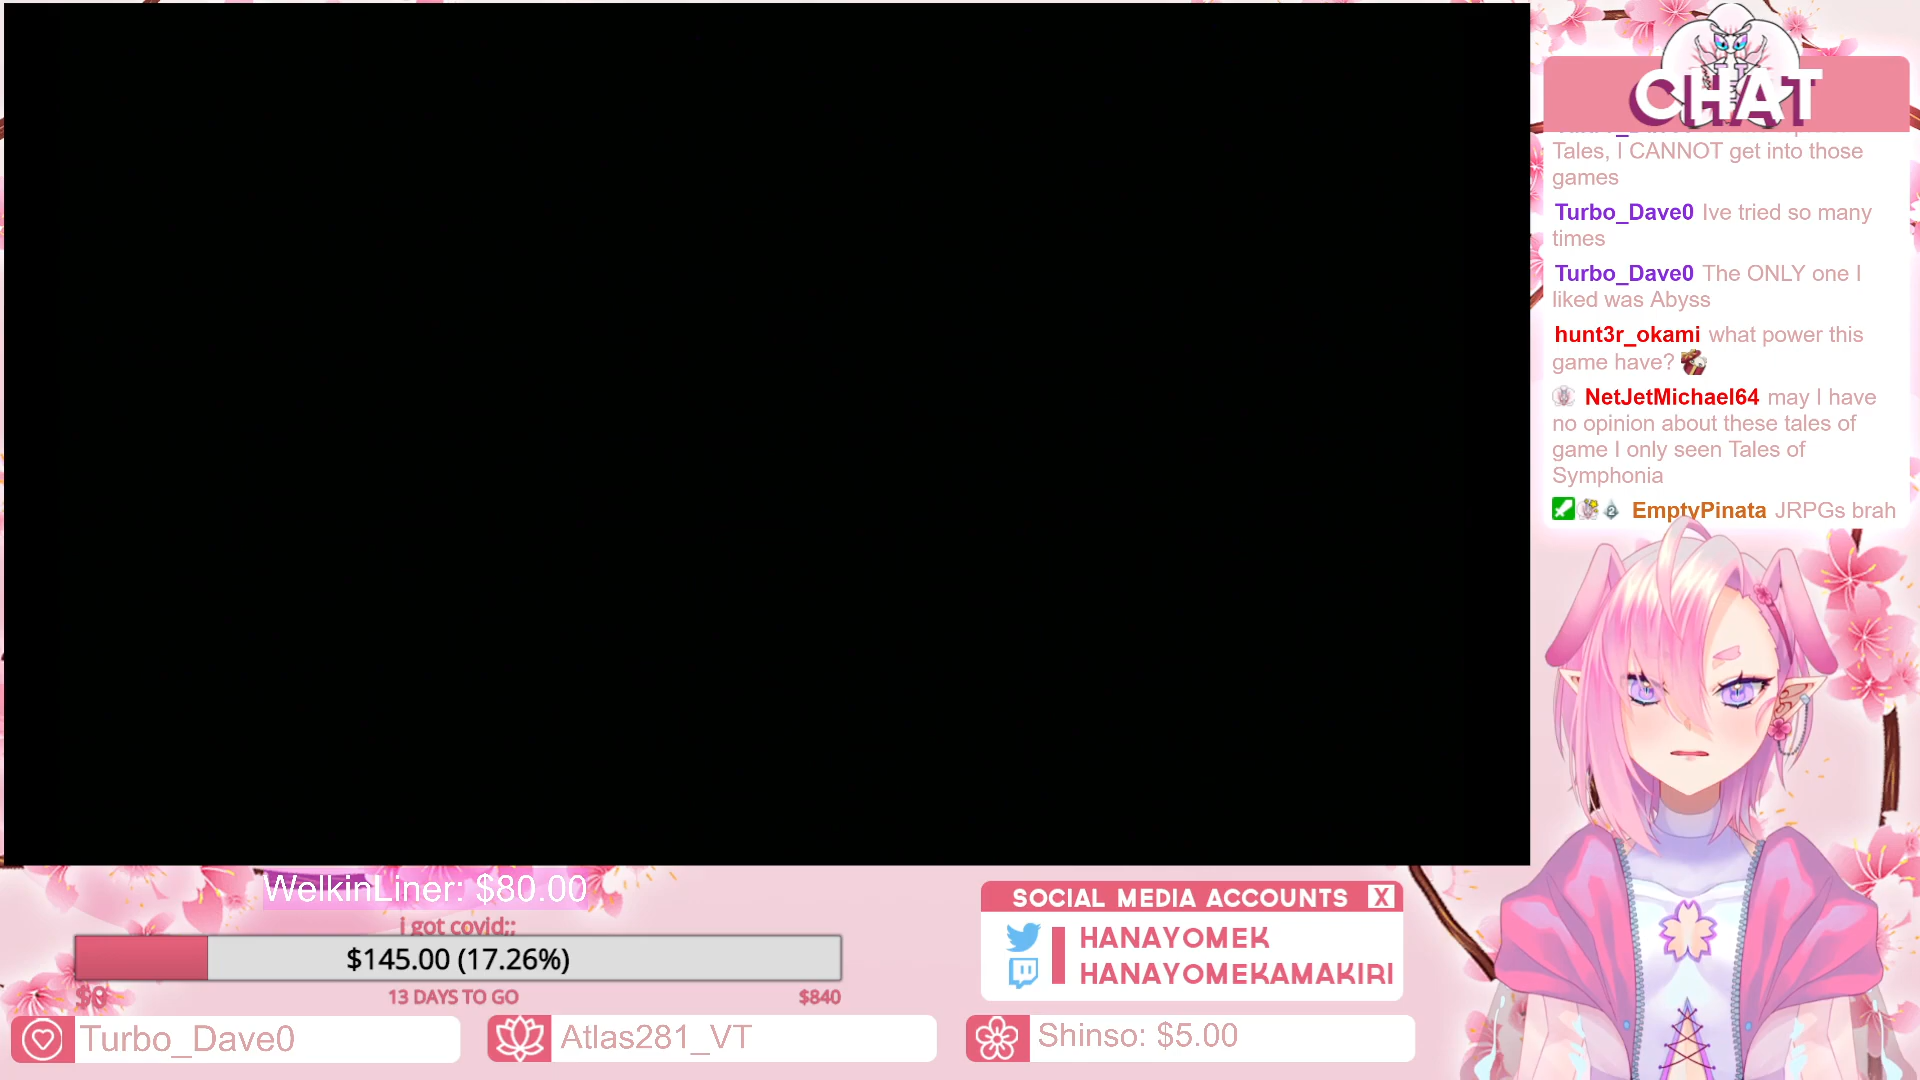 CHAT
Tales, I CANNOT get into those
games
Turbo_Dave0 Ive tried so many
times
Turbo_Dave0 The ONLY one I
liked was Abyss
hunt3r_okami what power this
game have?
NetJetMichael64 may I have
no opinion about these tales of
game I only seen Tales of
Symphonia
2 EmptyPinata JRPGs brah
WelkinLiner: $80.00
i got covid;;
$145.00 (17.26%)
$0
13 DAYS TO GO
$840
SOCIAL MEDIA ACCOUNTS X
HANAYOMEK
HANAYOMEKAMAKIRI
Turbo_Dave0
Atlas281_VT
Shinso: $5.00